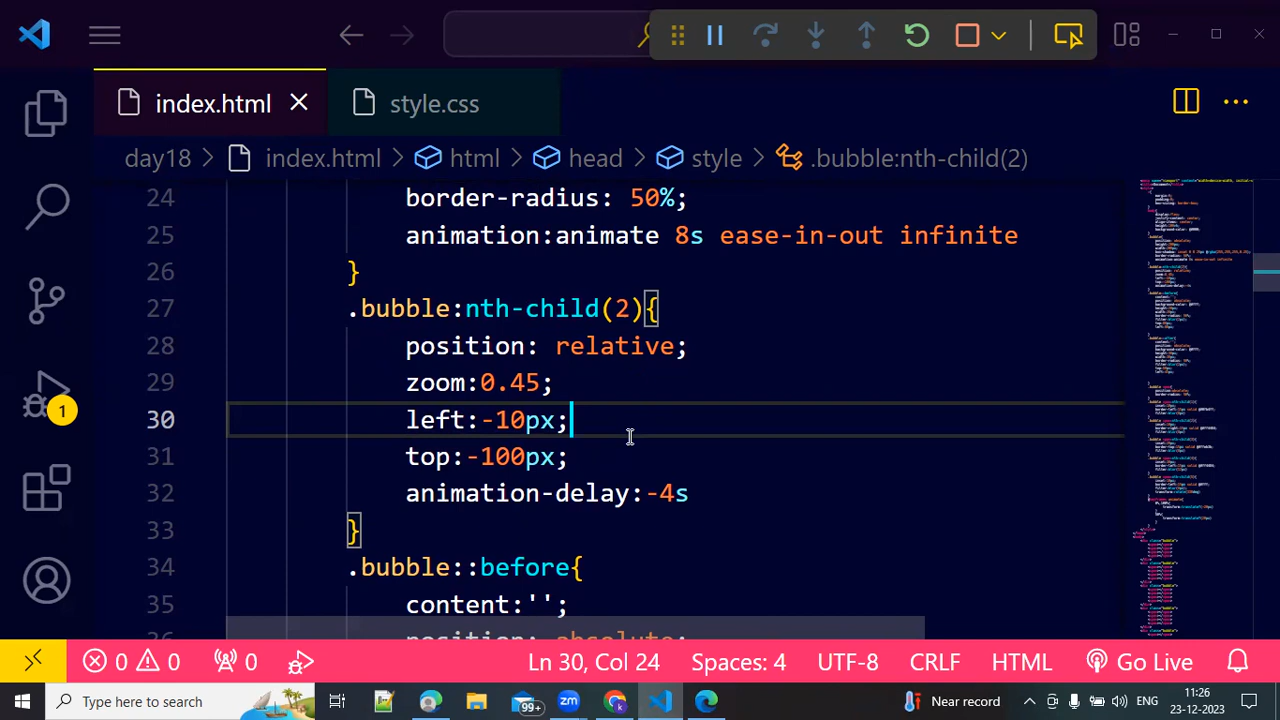 index.html
style.css
day18 > index.html > html > head > style > .bubble:nth-child(2)
24 border-radius: 50%;
25 animation:animate 8s ease-in-out infinite
26 }
27 .bubble:nth-child(2){
28 position: relative;
29 zoom:0.45;
30 left:-10px;
31 top:-100px;
32 animation-delay:-4s
33 }
34 .bubble::before{
35 content:'';
36 position: absolute;
0 0 0 Ln 30, Col 24 Spaces: 4 UTF-8 CRLF HTML Go Live
1
Type here to search
99+
zm
Near record
ENG
11:26
23-12-2023